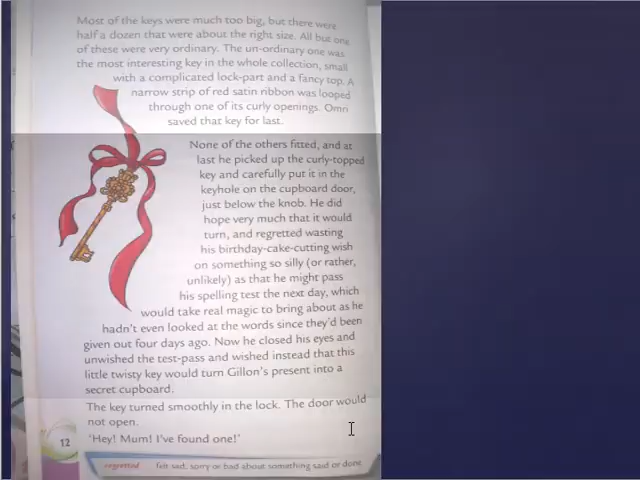 Most of the keys were much too big, but there were
half a dozen that were about the right size. All but one
of these were very ordinary. The un-ordinary one was
the most interesting key in the whole collection, small
with a complicated lock-part and a fancy top. A
narrow strip of red satin ribbon was looped
through one of its curly openings. Omri
saved that key for last.
None of the others fitted, and at
last he picked up the curly-topped
key and carefully put it in the
keyhole on the cupboard door,
just below the knob. He did
hope very much that it would
turn, and regretted wasting
his birthday-cake-cutting wish
on something so silly (or rather,
unlikely) as that he might pass
his spelling test the next day, which
would take real magic to bring about as he
hadn't even looked at the words since they'd been
given out four days ago. Now he closed his eyes and
unwished the test-pass and wished instead that this
little twisty key would turn Gillon's present into a
secret cupboard.
The key turned smoothly in the lock. The door would
not open.
'Hey! Mum! I've found one!'
12
regretted felt sad, sorry or bad about something said or done